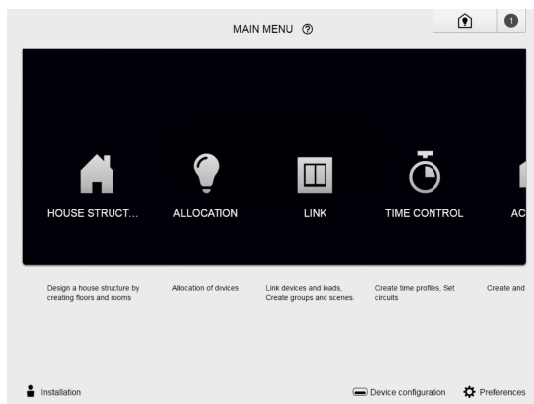 MAIN MENU ?
1
HOUSE STRUCT...
ALLOCATION
LINK
TIME CONTROL
AC
Design a house structure by
creating floors and rooms
Allocation of devices
Link devices and loads,
Create groups and scenes.
Create time profiles, Set
circuits
Create and
Installation
Device configuration
Preferences